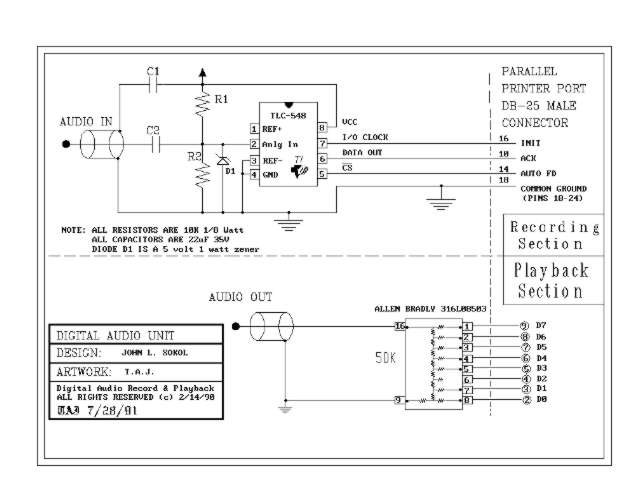 C1
R1
AUDIO IN
C2
R2
D1
TLC-548
1 REF+
2 Anlg In
3 REF-
4 GND
TI
8 VCC
7 I/O CLOCK
6 DATA OUT
5 CS
PARALLEL
PRINTER PORT
DB-25 MALE
CONNECTOR
16 INIT
10 ACK
14 AUTO FD
18 COMMON GROUND
(PINS 18-24)
NOTE: ALL RESISTORS ARE 10K 1/8 Watt
ALL CAPACITORS ARE 22uF 35V
DIODE D1 IS A 5 volt 1 watt zener
Recording
Section
Playback
Section
AUDIO OUT
ALLEN BRADLY 316L08503
50K
16
9
1 9 D7
2 8 D6
3 7 D5
4 6 D4
5 5 D3
6 4 D2
7 3 D1
8 2 D0
DIGITAL AUDIO UNIT
DESIGN: JOHN L. SOKOL
ARTWORK: T.A.J.
Digital Audio Record & Playback
ALL RIGHTS RESERVED (c) 2/14/90
TAJ 7/28/91